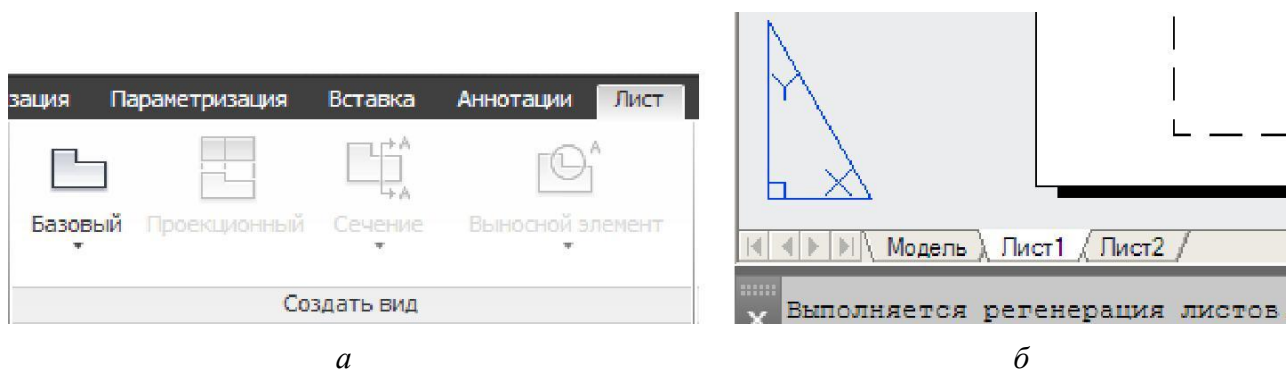 зация Параметризация Вставка Аннотации Лист
Базовый Проекционный Сечение Выносной элемент
Создать вид
а
Y
X
Модель Лист1 Лист2
X Выполняется регенерация листов
б